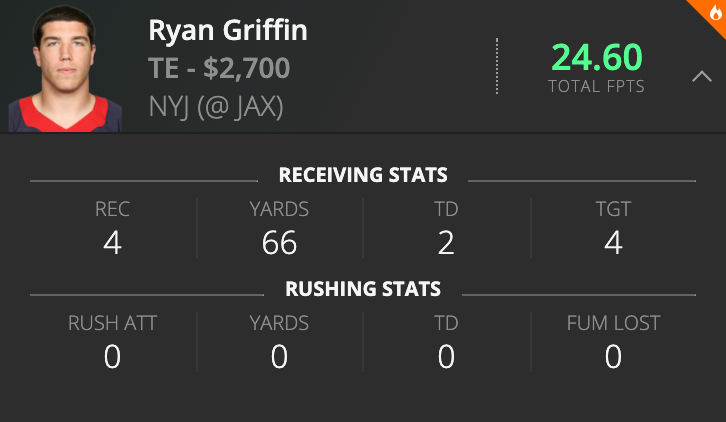 Ryan Griffin
TE - $2,700
NYJ (@ JAX)
24.60
TOTAL FPTS
RECEIVING STATS
REC YARDS TD TGT
4 66 2 4
RUSHING STATS
RUSH ATT YARDS TD FUM LOST
0 0 0 0